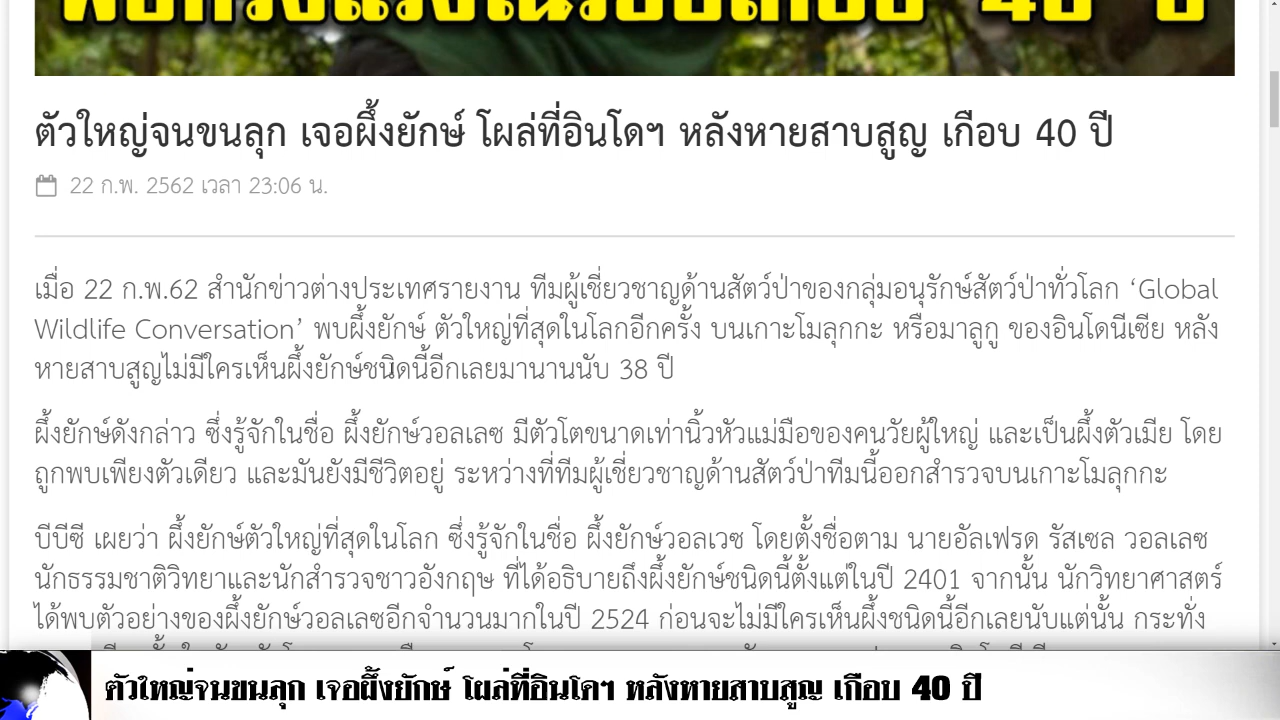 40 ปี
ตัวใหญ่จนขนลุก เจอผึ้งยักษ์ โผล่ที่อินโดฯ หลังหายสาบสูญ เกือบ 40 ปี
22 ก.พ. 2562 เวลา 23:06 น.
เมื่อ 22 ก.พ.62 สำนักข่าวต่างประเทศรายงาน ทีมผู้เชี่ยวชาญด้านสัตว์ป่าของกลุ่มอนุรักษ์สัตว์ป่าทั่วโลก ‘Global
Wildlife Conversation’ พบผึ้งยักษ์ ตัวใหญ่ที่สุดในโลกอีกครั้ง บนเกาะโมลุกกะ หรือมาลูกู ของอินโดนีเซีย หลัง
หายสาบสูญไม่มีใครเห็นผึ้งยักษ์ชนิดนี้อีกเลยมานานนับ 38 ปี
ผึ้งยักษ์ดังกล่าว ซึ่งรู้จักในชื่อ ผึ้งยักษ์วอลเลซ มีตัวโตขนาดเท่านิ้วหัวแม่มือของคนวัยผู้ใหญ่ และเป็นผึ้งตัวเมีย โดย
ถูกพบเพียงตัวเดียว และมันยังมีชีวิตอยู่ ระหว่างที่ทีมผู้เชี่ยวชาญด้านสัตว์ป่าทีมนี้ออกสำรวจบนเกาะโมลุกกะ
บีบีซี เผยว่า ผึ้งยักษ์ตัวใหญ่ที่สุดในโลก ซึ่งรู้จักในชื่อ ผึ้งยักษ์วอลเวซ โดยตั้งชื่อตาม นายอัลเฟรด รัสเซล วอลเลซ
นักธรรมชาติวิทยาและนักสำรวจชาวอังกฤษ ที่ได้อธิบายถึงผึ้งยักษ์ชนิดนี้ตั้งแต่ในปี 2401 จากนั้น นักวิทยาศาสตร์
ได้พบตัวอย่างของผึ้งยักษ์วอลเลซอีกจำนวนมากในปี 2524 ก่อนจะไม่มีใครเห็นผึ้งชนิดนี้อีกเลยนับแต่นั้น กระทั่ง
ตัวใหญ่จนขนลุก เจอผึ้งยักษ์ โผล่ที่อินโดฯ หลังหายสาบสูญ เกือบ 40 ปี